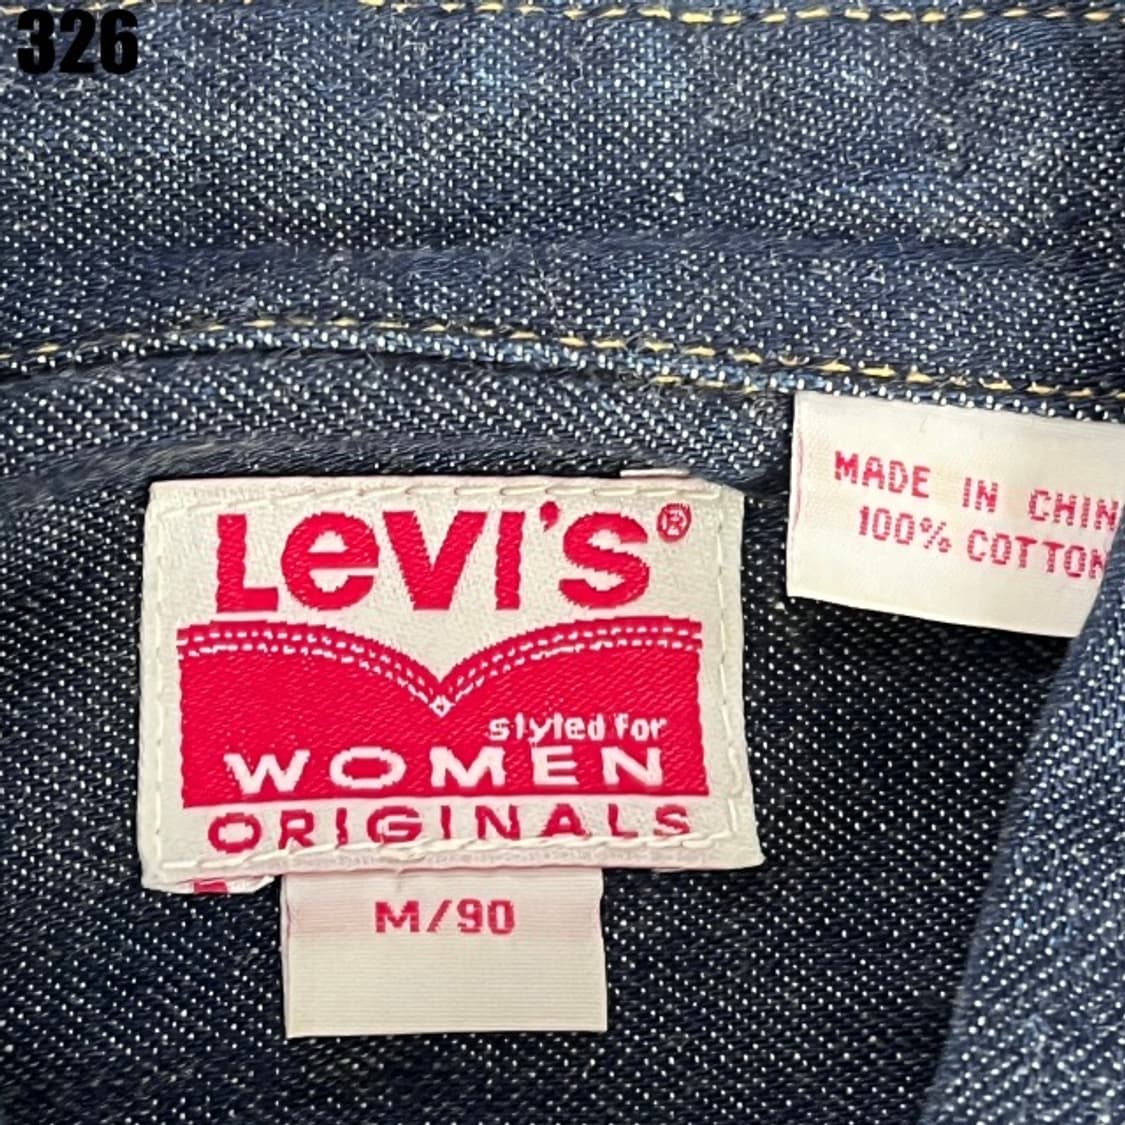 326
MADE IN CHIN
100% COTTON
LEVI'S®
styled for
WOMEN
ORIGINALS
M/90